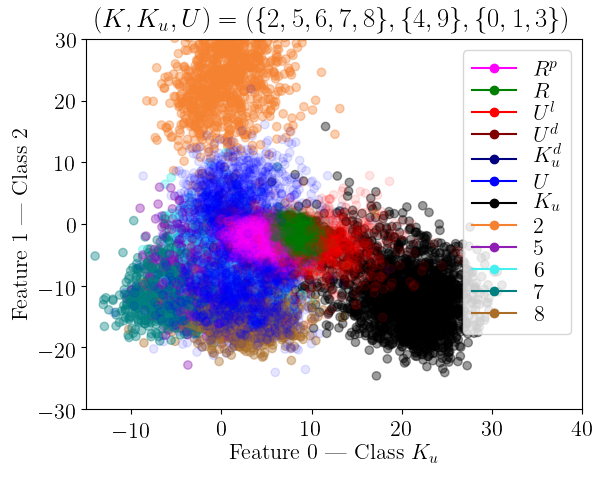 (K, K_u, U) = ({2, 5, 6, 7, 8}, {4, 9}, {0, 1, 3})
30
20
10
0
−10
−20
−30
−10
0
10
20
30
40
Feature 1 — Class 2
Feature 0 — Class K_u
R^p
R
U^l
U^d
K_u^d
U
K_u
2
5
6
7
8